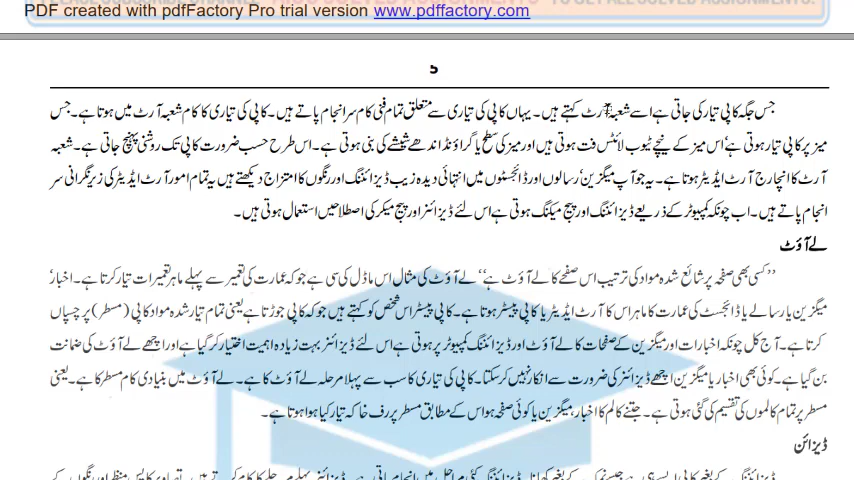 PDF created with pdfFactory Pro trial version www.pdffactory.com
5
جس جگہ کاپی تیار کی جاتی ہے اسے شعبہ آرٹ کہتے ہیں۔ یہاں کاپی کی تیاری سے متعلق تمام فنی کام سرانجام پاتے ہیں۔ کاپی کی تیاری کا کام شعبہ آرٹ میں ہوتا ہے۔ جس
میز پر کاپی تیار ہوتی ہے، اس میز کے نیچے ٹیوب لائٹس فٹ ہوتی ہیں اور میز کی سطح یا گراؤنڈ اندھے شیشے کی بنی ہوتی ہے۔ اس طرح حسب ضرورت کاپی تک روشنی پہنچ جاتی ہے۔ شعبہ
آرٹ کا انچارج آرٹ ایڈیٹر ہوتا ہے۔ یہ جو آپ میگزین، رسالوں اور ڈائجسٹوں میں انتہائی دیدہ زیب ڈیزائننگ اور رنگوں کا امتزاج دیکھتے ہیں یہ تمام امور آرٹ ایڈیٹر کی زیر نگرانی سر
انجام پاتے ہیں۔ اب چونکہ کمپیوٹر کے ذریعے ڈیزائننگ اور پیج میکنگ ہوتی ہے اس لئے ڈیزائنر اور پیج میکر کی اصطلاحیں استعمال ہوتی ہیں۔
لے آؤٹ
’’کسی بھی صفحہ پر شائع شدہ مواد کی ترتیب اس صفحے کا لے آؤٹ ہے‘‘ لے آؤٹ کی مثال اس ماڈل کی سی ہے جو کہ عمارت کی تعمیر سے پہلے ماہر تعمیرات تیار کرتا ہے۔ اخبار،
میگزین یا رسالے یا ڈائجسٹ کی عمارت کا ماہر اس کا آرٹ ایڈیٹر یا کاپی پیسٹر ہوتا ہے۔ کاپی پیسٹر اس شخص کو کہتے ہیں جو کہ کاپی جوڑتا ہے یعنی تمام تیار شدہ مواد کاپی (مسطر) پر چسپاں
کرتا ہے۔ آج کل چونکہ اخبارات اور میگزین کے صفحات کا لے آؤٹ اور ڈیزائننگ کمپیوٹر پر ہوتی ہے اس لئے ڈیزائنر بہت زیادہ اہمیت اختیار کر گیا ہے اور اچھے لے آؤٹ کی ضمانت
بن گیا ہے۔ کوئی بھی اخبار یا میگزین اچھے ڈیزائنر کی ضرورت سے انکار نہیں کر سکتا۔ کاپی کی تیاری کا سب سے پہلا مرحلہ لے آؤٹ کا ہے۔ لے آؤٹ میں بنیادی کام مسطر کا ہے۔ یعنی
مسطر پر تمام کالموں کی تقسیم کی گئی ہوتی ہے۔ جتنے کالم کا اخبار، میگزین یا کوئی صفحہ ہو اس کے مطابق مسطر پر رف خاکہ تیار کیا ہوا ہوتا ہے۔
ڈیزائن